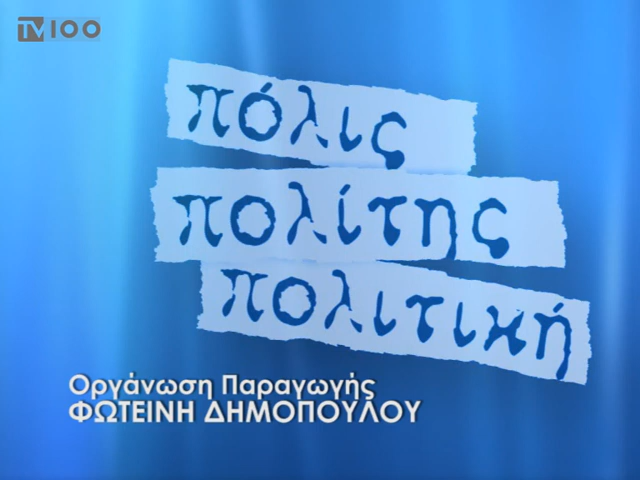 TV100
πόλις
πολίτης
πολιτική
Οργάνωση Παραγωγής
ΦΩΤΕΙΝΗ ΔΗΜΟΠΟΥΛΟΥ